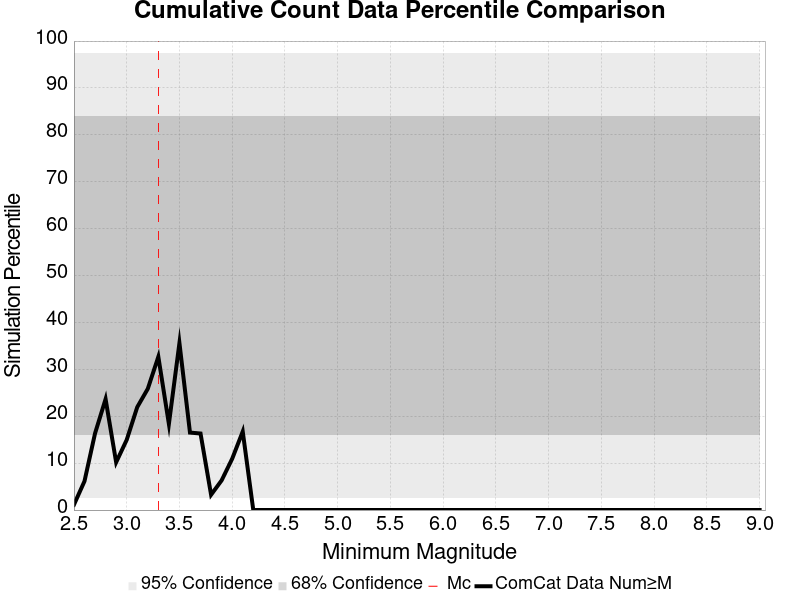 Cumulative Count Data Percentile Comparison
100
90
80
70
60
50
40
30
20
10
0
Simulation Percentile
2.5 3.0 3.5 4.0 4.5 5.0 5.5 6.0 6.5 7.0 7.5 8.0 8.5 9.0
Minimum Magnitude
95% Confidence 68% Confidence Mc ComCat Data Num≥M